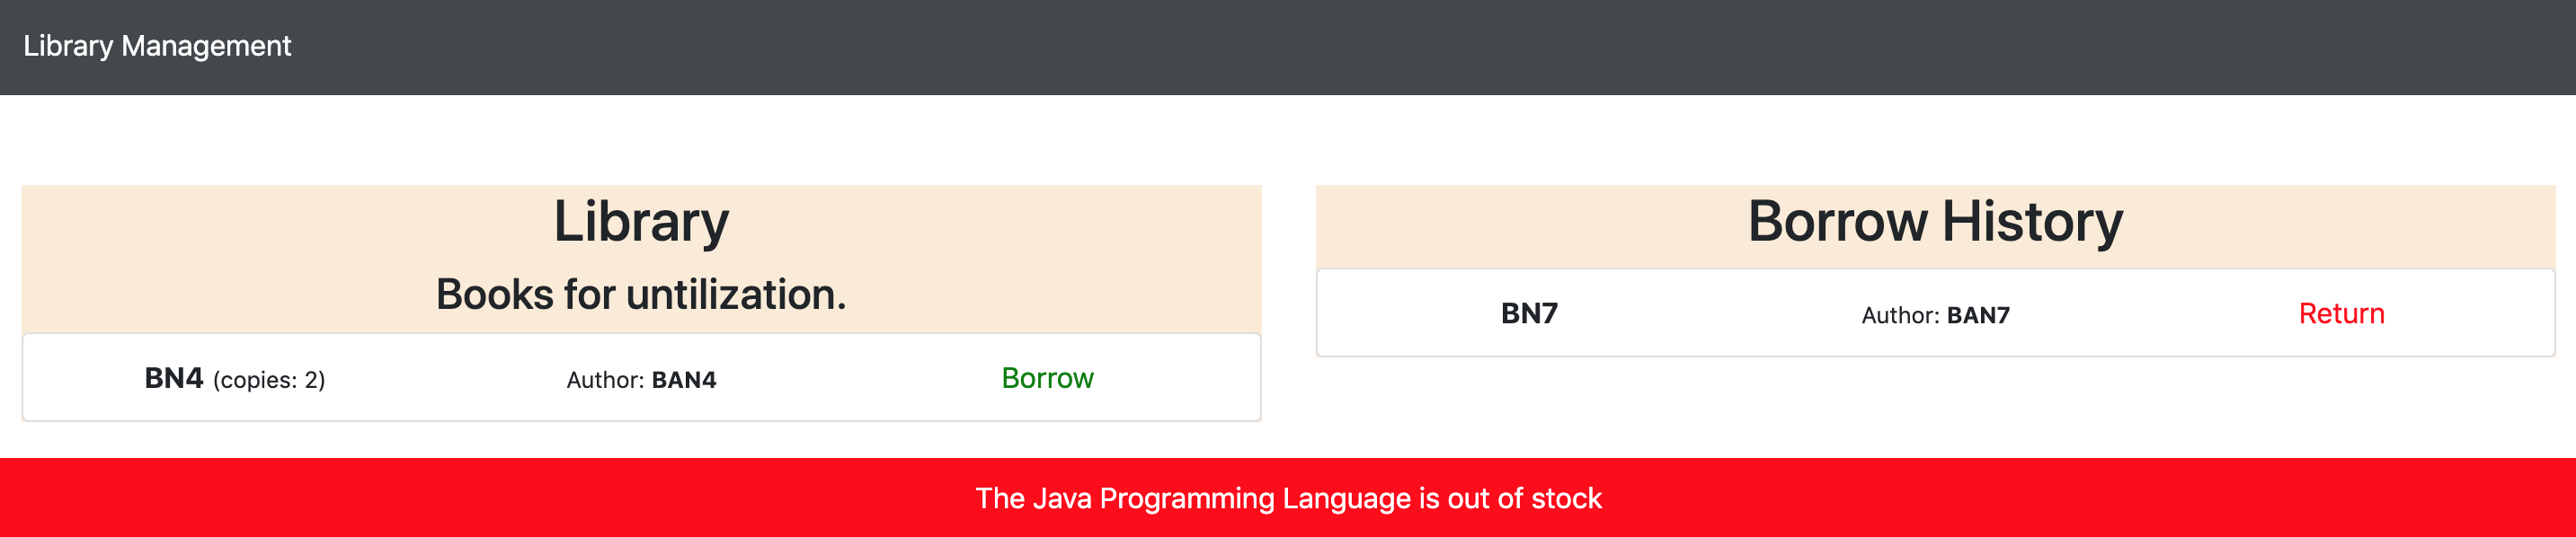 Library Management
Library
Books for untilization.
BN4 (copies: 2) Author: BAN4 Borrow
Borrow History
BN7 Author: BAN7 Return
The Java Programming Language is out of stock